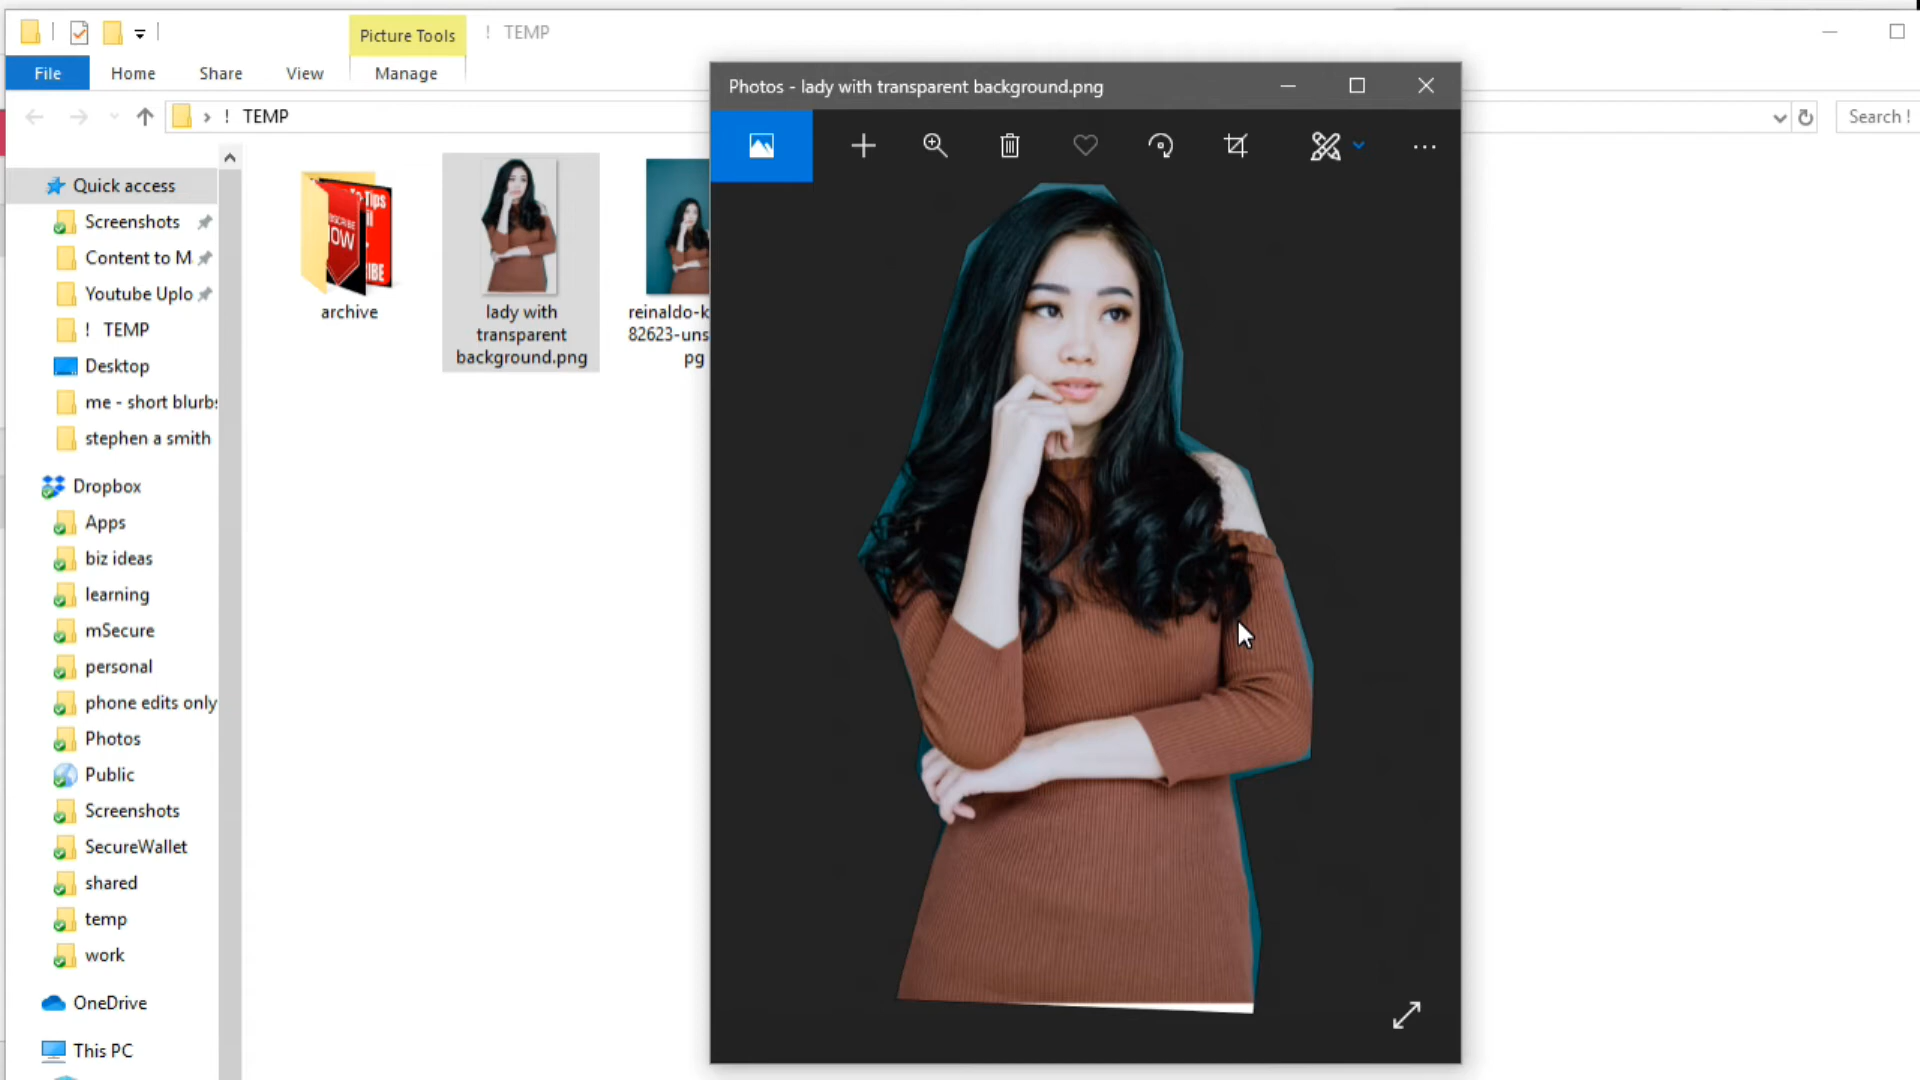 Picture Tools
! TEMP
File
Home
Share
View
Manage
! TEMP
Search !
Quick access
Screenshots
Content to M
Youtube Uplo
! TEMP
Desktop
me - short blurbs
stephen a smith
Dropbox
Apps
biz ideas
learning
mSecure
personal
phone edits only
Photos
Public
Screenshots
SecureWallet
shared
temp
work
OneDrive
This PC
archive
lady with
transparent
background.png
reinaldo-k
82623-uns
pg
Photos - lady with transparent background.png